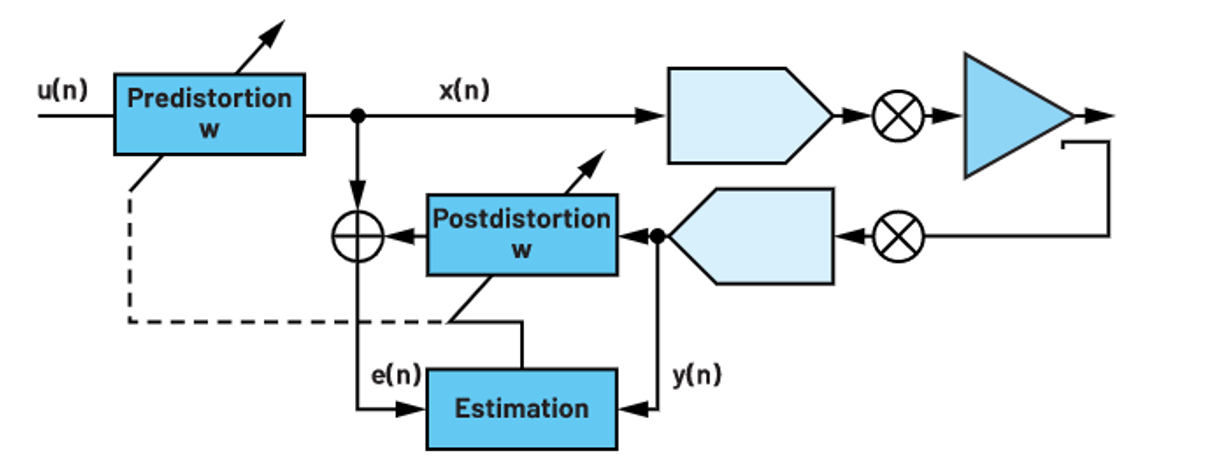 u(n)
Predistortion
w
x(n)
Postdistortion
w
e(n)
y(n)
Estimation